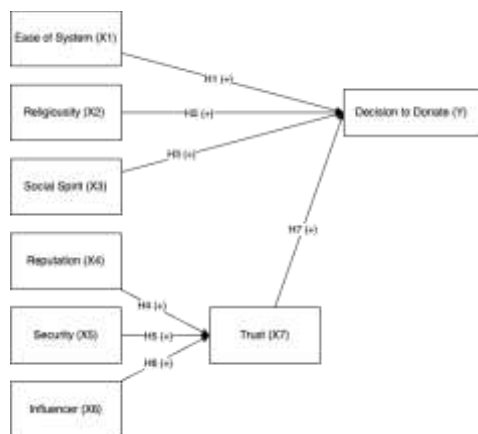 Ease of System (X1)
H1 (+)
Religiousity (X2)
H2 (+)
Decision to Donate (Y)
H3 (+)
Social Spirit (X3)
H7 (+)
Reputation (X4)
H4 (+)
Security (X5)
H5 (+)
Trust (X7)
H6 (+)
Influencer (X6)